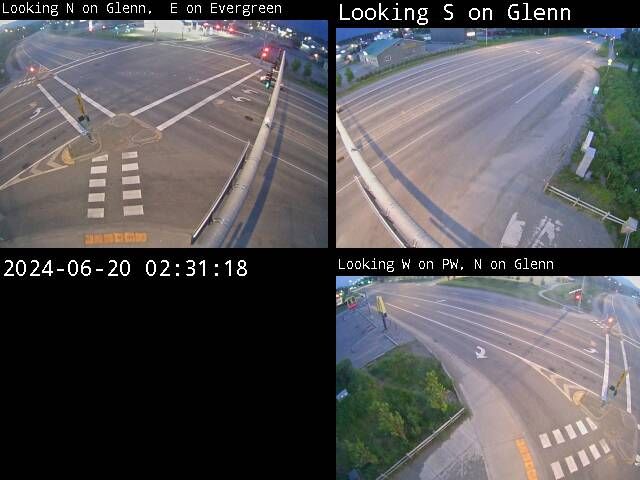 Looking N on Glenn,  E on Evergreen
Looking S on Glenn
2024-06-20 02:31:18
Looking W on PW, N on Glenn